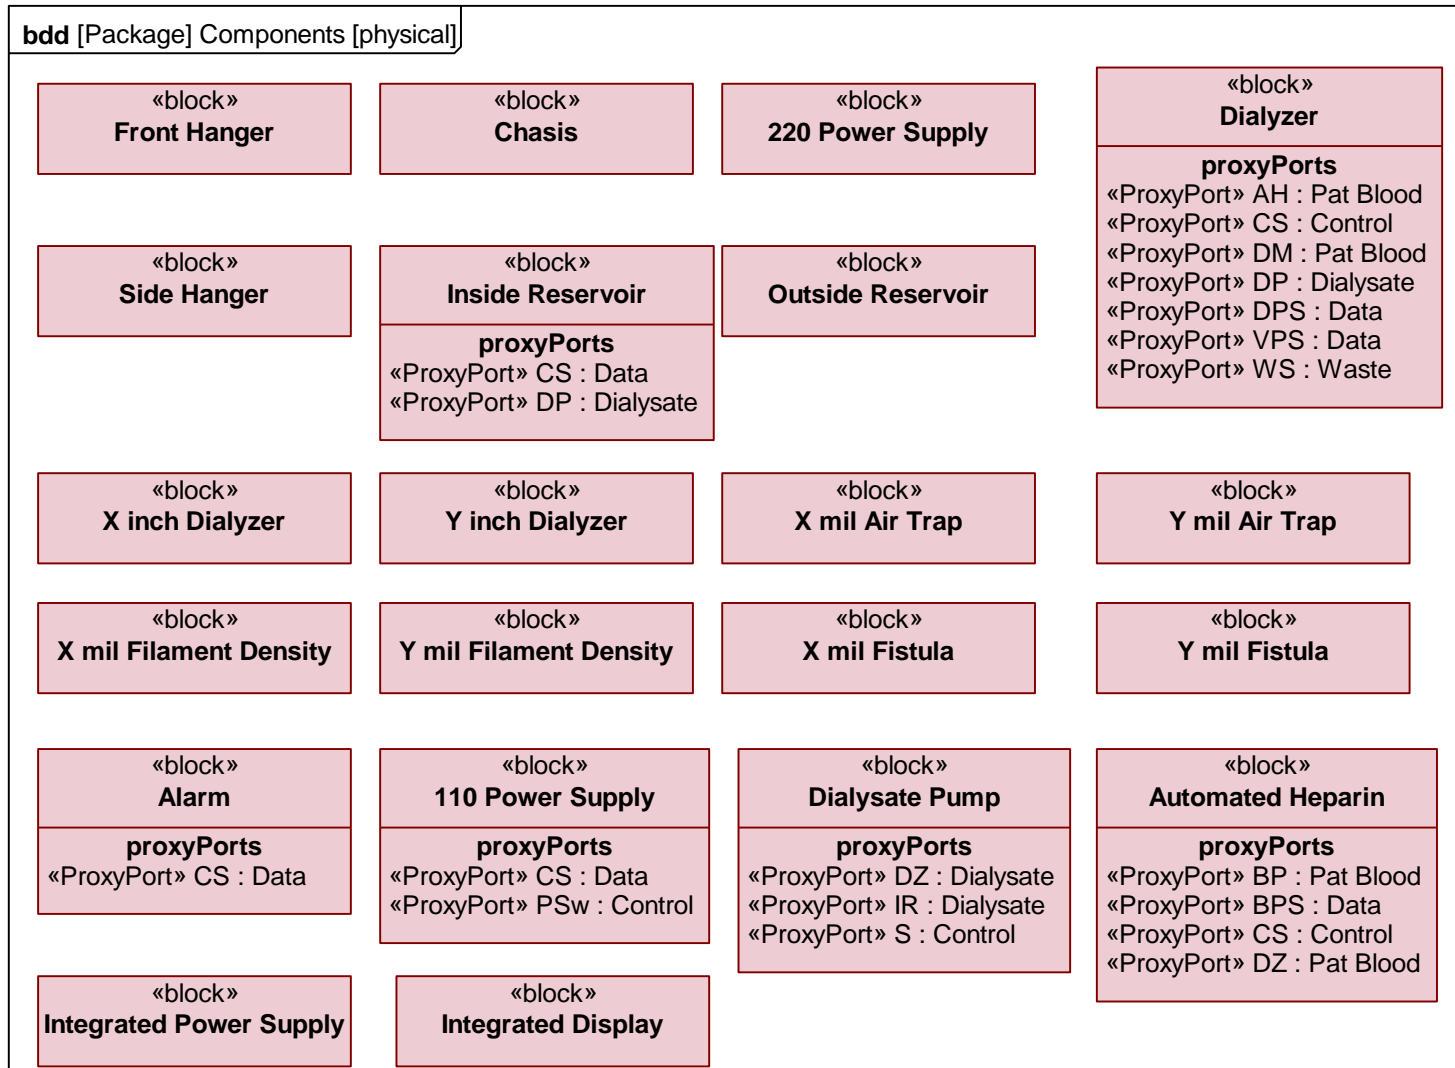 bdd [Package] Components [physical]
«block»
Front Hanger
«block»
Chasis
«block»
220 Power Supply
«block»
Dialyzer
proxyPorts
«ProxyPort» AH : Pat Blood
«ProxyPort» CS : Control
«ProxyPort» DM : Pat Blood
«ProxyPort» DP : Dialysate
«ProxyPort» DPS : Data
«ProxyPort» VPS : Data
«ProxyPort» WS : Waste
«block»
Side Hanger
«block»
Inside Reservoir
proxyPorts
«ProxyPort» CS : Data
«ProxyPort» DP : Dialysate
«block»
Outside Reservoir
«block»
X inch Dialyzer
«block»
Y inch Dialyzer
«block»
X mil Air Trap
«block»
Y mil Air Trap
«block»
X mil Filament Density
«block»
Y mil Filament Density
«block»
X mil Fistula
«block»
Y mil Fistula
«block»
Alarm
proxyPorts
«ProxyPort» CS : Data
«block»
110 Power Supply
proxyPorts
«ProxyPort» CS : Data
«ProxyPort» PSw : Control
«block»
Dialysate Pump
proxyPorts
«ProxyPort» DZ : Dialysate
«ProxyPort» IR : Dialysate
«ProxyPort» S : Control
«block»
Automated Heparin
proxyPorts
«ProxyPort» BP : Pat Blood
«ProxyPort» BPS : Data
«ProxyPort» CS : Control
«ProxyPort» DZ : Pat Blood
«block»
Integrated Power Supply
«block»
Integrated Display